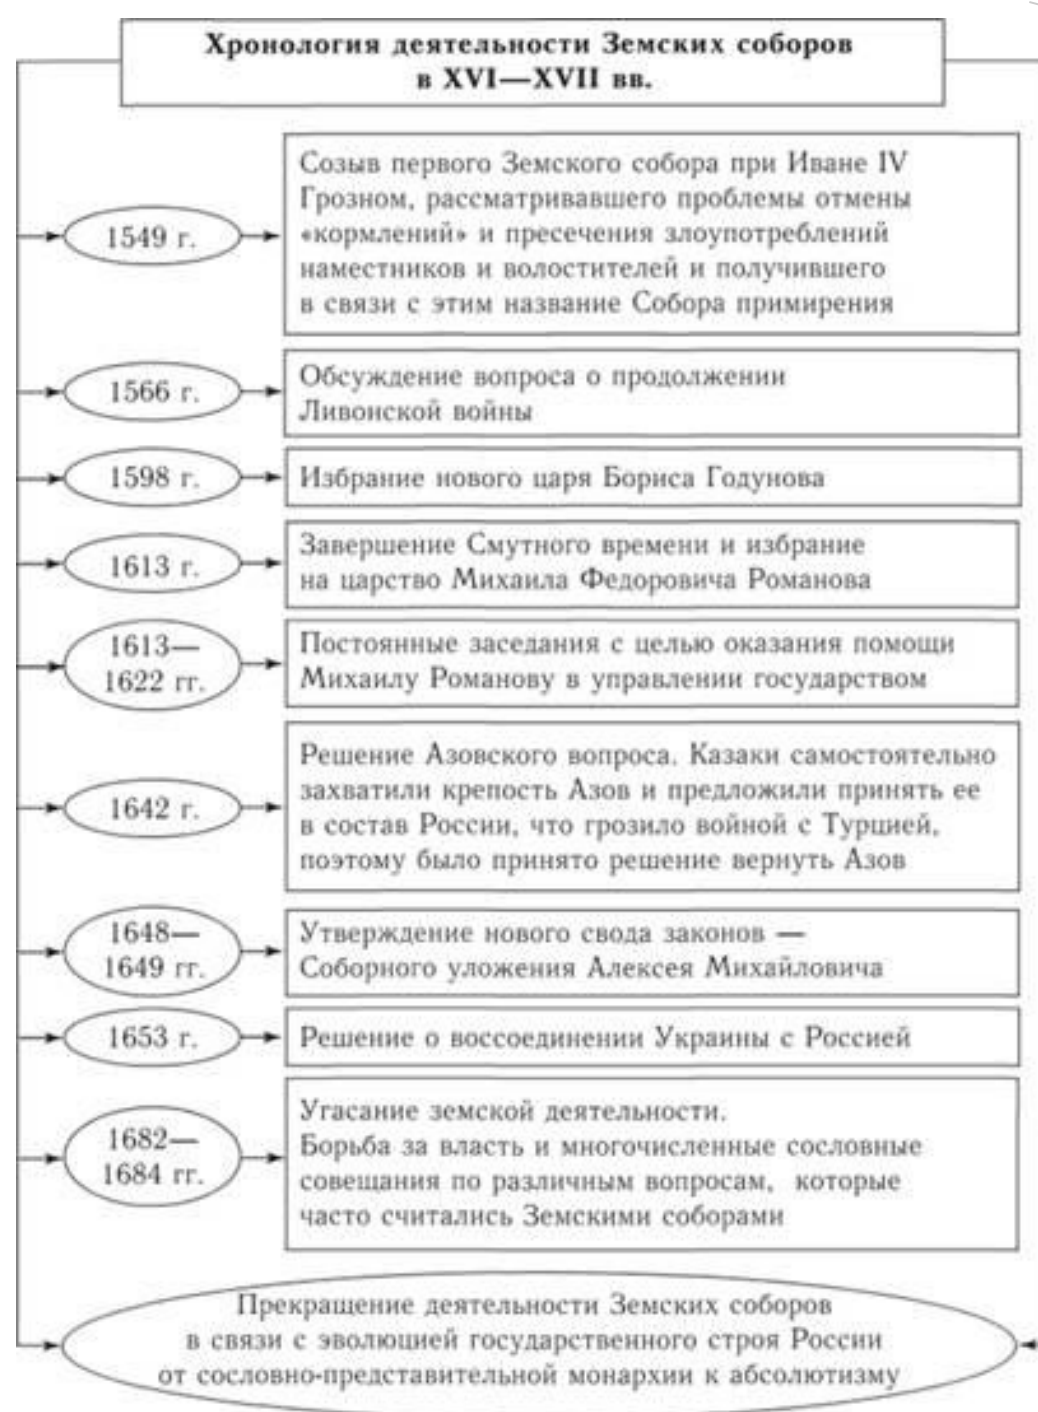 Хронология деятельности Земских соборов
в XVI—XVII вв.
1549 г.
Созыв первого Земского собора при Иване IV
Грозном, рассматривавшего проблемы отмены
«кормлений» и пресечения злоупотреблений
наместников и волостителей и получившего
в связи с этим название Собора примирения
1566 г.
Обсуждение вопроса о продолжении
Ливонской войны
1598 г.
Избрание нового царя Бориса Годунова
1613 г.
Завершение Смутного времени и избрание
на царство Михаила Федоровича Романова
1613—
1622 гг.
Постоянные заседания с целью оказания помощи
Михаилу Романову в управлении государством
1642 г.
Решение Азовского вопроса. Казаки самостоятельно
захватили крепость Азов и предложили принять ее
в состав России, что грозило войной с Турцией,
поэтому было принято решение вернуть Азов
1648—
1649 гг.
Утверждение нового свода законов —
Соборного уложения Алексея Михайловича
1653 г.
Решение о воссоединении Украины с Россией
1682—
1684 гг.
Угасание земской деятельности.
Борьба за власть и многочисленные сословные
совещания по различным вопросам, которые
часто считались Земскими соборами
Прекращение деятельности Земских соборов
в связи с эволюцией государственного строя России
от сословно-представительной монархии к абсолютизму